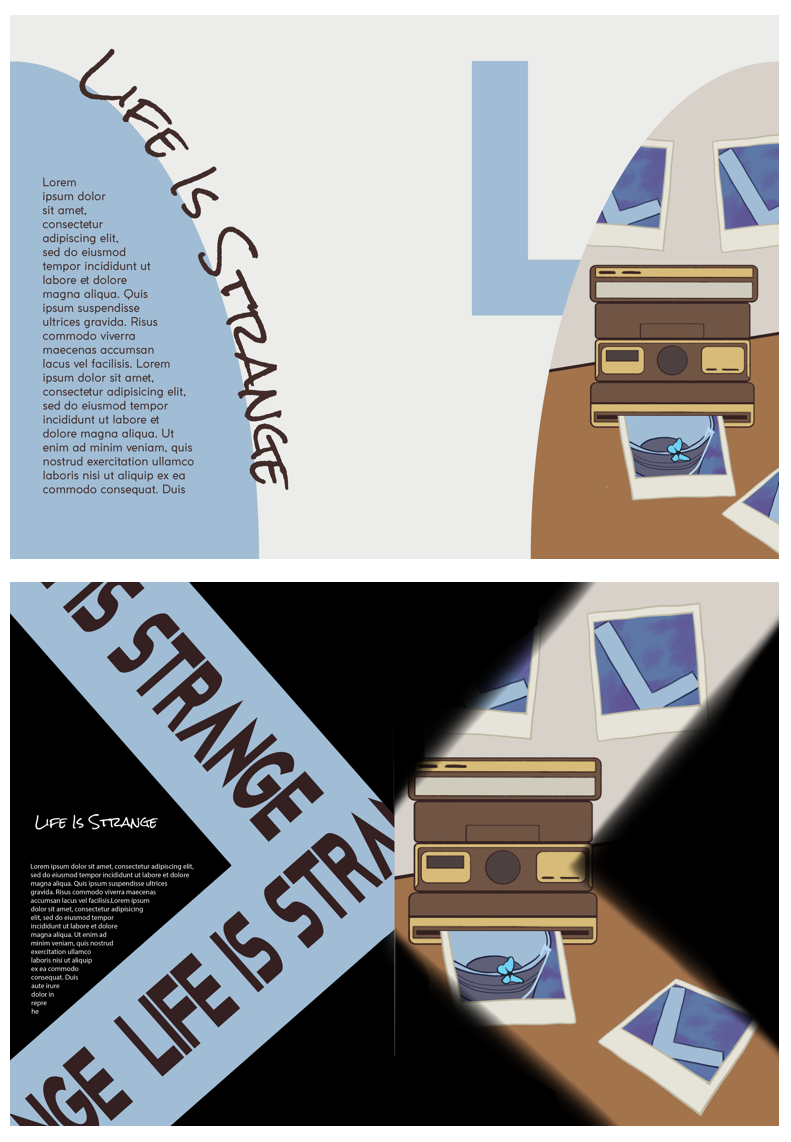 Life Is Strange
L
L
L
Lorem
ipsum dolor
sit amet,
consectetur
adipiscing elit,
sed do eiusmod
tempor incididunt ut
labore et dolore
magna aliqua. Quis
ipsum suspendisse
ultrices gravida. Risus
commodo viverra
maecenas accumsan
lacus vel facilisis. Lorem
ipsum dolor sit amet,
consectetur adipisicing elit,
sed do eiusmod tempor
incididunt ut labore et
dolore magna aliqua. Ut
enim ad minim veniam, quis
nostrud exercitation ullamco
laboris nisi ut aliquip ex ea
commodo consequat. Duis
IS STRANGE
L
L
STRA
Life Is Strange
Lorem ipsum dolor sit amet, consectetur adipiscing elit,
sed do eiusmod tempor incididunt ut labore et dolore
magna aliqua. Quis ipsum suspendisse ultrices
gravida. Risus commodo viverra maecenas
accumsan lacus vel facilisis.Lorem ipsum
dolor sit amet, consectetur adipisicing
elit, sed do eiusmod tempor
incididunt ut labore et dolore
magna aliqua. Ut enim ad
minim veniam, quis nostrud
exercitation ullamco
laboris nisi ut aliquip
ex ea commodo
consequat. Duis
aute irure
dolor in
repre
he
LIFE IS
NGE
L